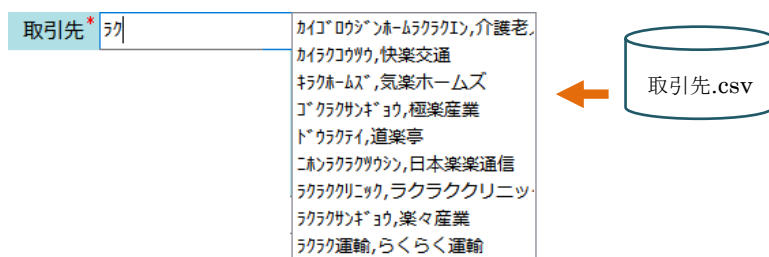 取引先*
ﾗｸ
ｶｲｺﾞﾛｳｼﾞﾝﾎｰﾑﾗｸﾗｸｴﾝ,介護老
ｶｲﾗｸｺｳﾂｳ,快楽交通
ｷﾗｸﾎｰﾑｽﾞ,気楽ホームズ
ｺﾞｸﾗｸｻﾝｷﾞｮｳ,極楽産業
ﾄﾞｳﾗｸﾃｲ,道楽亭
ﾆﾎﾝﾗｸﾗｸﾂｳｼﾝ,日本楽楽通信
ﾗｸﾗｸｸﾘﾆｯｸ,ラクラククリニッ
ﾗｸﾗｸｻﾝｷﾞｮｳ,楽々産業
ﾗｸﾗｸ運輸,らくらく運輸
取引先.csv